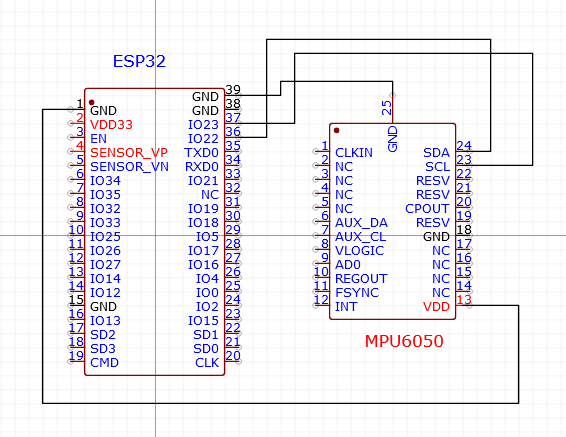 ESP32
1 GND
2 VDD33
3 EN
4 SENSOR_VP
5 SENSOR_VN
6 IO34
7 IO35
8 IO32
9 IO33
10 IO25
11 IO26
12 IO27
13 IO14
14 IO12
15 GND
16 IO13
17 SD2
18 SD3
19 CMD
GND 39
GND 38
IO23 37
IO22 36
TXD0 35
RXD0 34
IO21 33
NC 32
IO19 31
IO18 30
IO5 29
IO17 28
IO16 27
IO4 26
IO0 25
IO2 24
IO15 23
SD1 22
SD0 21
CLK 20
25 GND
1 CLKIN
2 NC
3 NC
4 NC
5 NC
6 AUX_DA
7 AUX_CL
8 VLOGIC
9 AD0
10 REGOUT
11 FSYNC
12 INT
SDA 24
SCL 23
RESV 22
RESV 21
CPOUT 20
RESV 19
GND 18
NC 17
NC 16
NC 15
NC 14
VDD 13
MPU6050